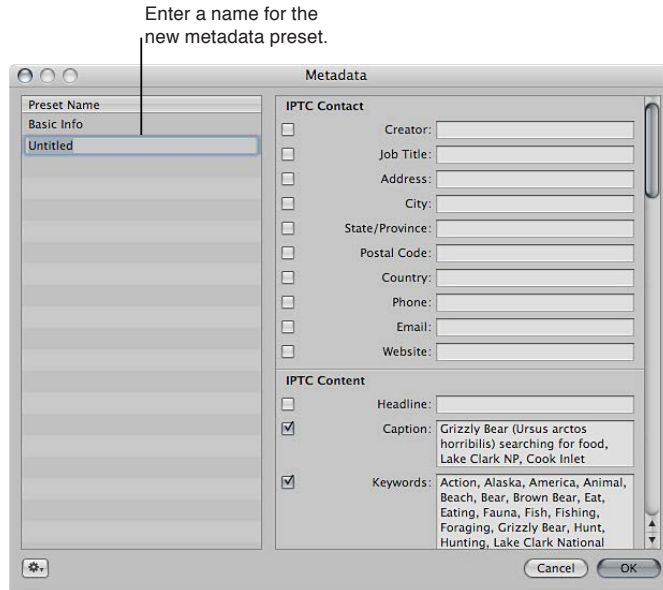 Enter a name for the
new metadata preset.
Metadata
Preset Name
Basic Info
Untitled
IPTC Contact
Creator:
Job Title:
Address:
City:
State/Province:
Postal Code:
Country:
Phone:
Email:
Website:
IPTC Content
Headline:
Caption: Grizzly Bear (Ursus arctos
horribilis) searching for food,
Lake Clark NP, Cook Inlet
Keywords: Action, Alaska, America, Animal,
Beach, Bear, Brown Bear, Eat,
Eating, Fauna, Fish, Fishing,
Foraging, Grizzly Bear, Hunt,
Hunting, Lake Clark National
Cancel OK